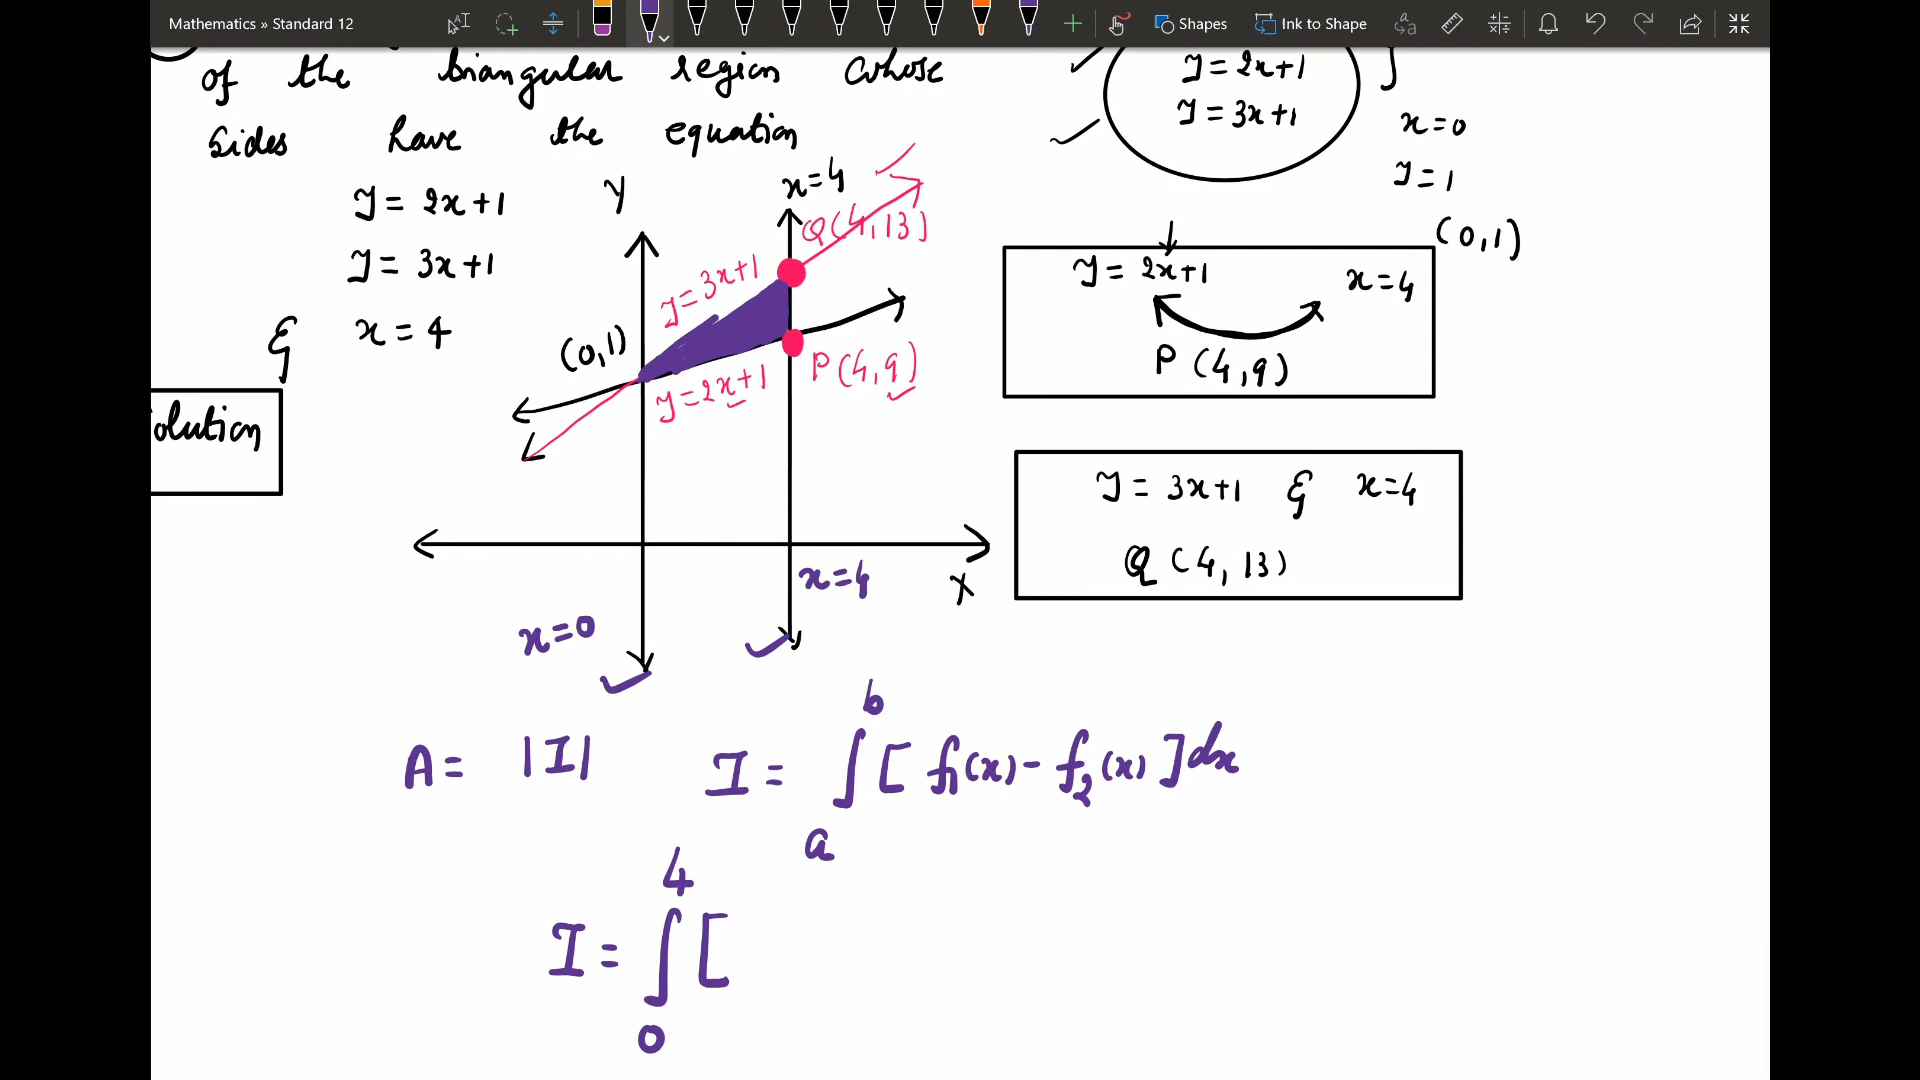 Mathematics » Standard 12
Shapes
Ink to Shape
of the triangular region whose
sides have the equation
y = 2x+1
y = 3x+1
& x = 4
olution
y = 2x+1
y = 3x+1
x=0
y=1
(0,1)
Y
x=4
Q(4,13)
y=3x+1
(0,1)
y=2x+1
P(4,9)
x=4
X
x=0
y = 2x+1
x=4
P (4,9)
y = 3x+1 & x=4
Q (4,13)
A = |I| I = ∫ₐᵇ [f₁(x) - f₂(x)]dx
I = ∫₀⁴ [